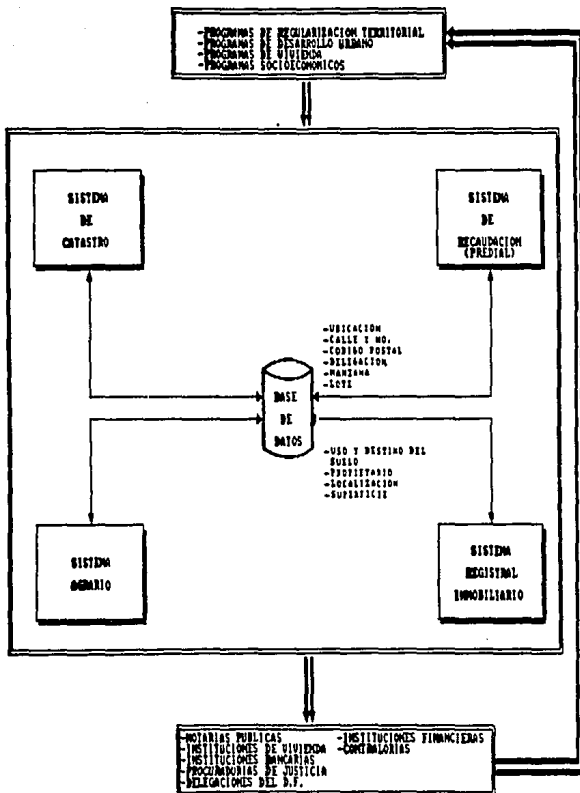 -PROGRAMAS DE REGULARIZACION TERRITORIAL
-PROGRAMAS DE DESARROLLO URBANO
-PROGRAMAS DE VIVIENDA
-PROGRAMAS SOCIOECONOMICOS
SISTEMA
DE
CATASTRO
SISTEMA
DE
RECAUDACION
(PREDIAL)
-UBICACION
-CALLE Y NO.
-CODIGO POSTAL
-DELEGACION
-MANZANA
-LOTE
BASE
DE
DATOS
-USO Y DESTINO DEL
SUELO
-PROPIETARIO
-LOCALIZACION
-SUPERFICIE
SISTEMA
AGRARIO
SISTEMA
REGISTRAL
INMOBILIARIO
-NOTARIAS PUBLICAS -INSTITUCIONES FINANCIERAS
-INSTITUCIONES DE VIVIENDA -CONTRALORIAS
-INSTITUCIONES BANCARIAS
-PROCURADURIAS DE JUSTICIA
-DELEGACIONES DEL D.F.